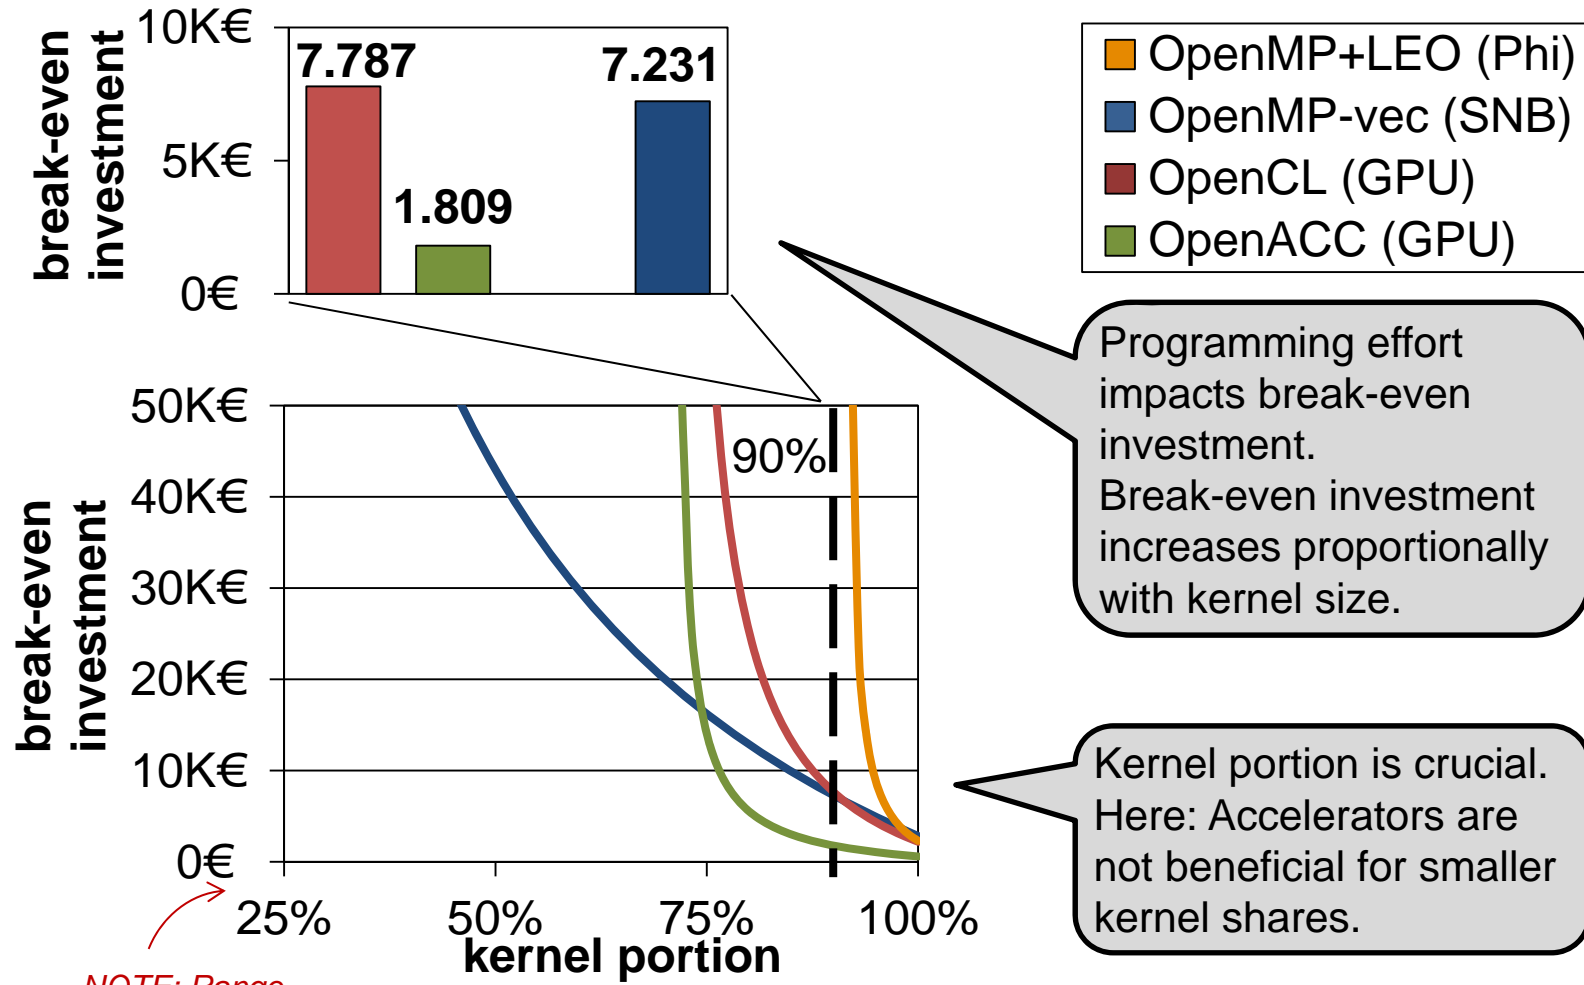 break-even
investment
10K€
5K€
0€
7.787
1.809
7.231
OpenMP+LEO (Phi)
OpenMP-vec (SNB)
OpenCL (GPU)
OpenACC (GPU)
Programming effort
impacts break-even
investment.
Break-even investment
increases proportionally
with kernel size.
break-even
investment
50K€
40K€
30K€
20K€
10K€
0€
90%
25%
50%
75%
100%
kernel portion
Kernel portion is crucial.
Here: Accelerators are
not beneficial for smaller
kernel shares.
NOTE: Range